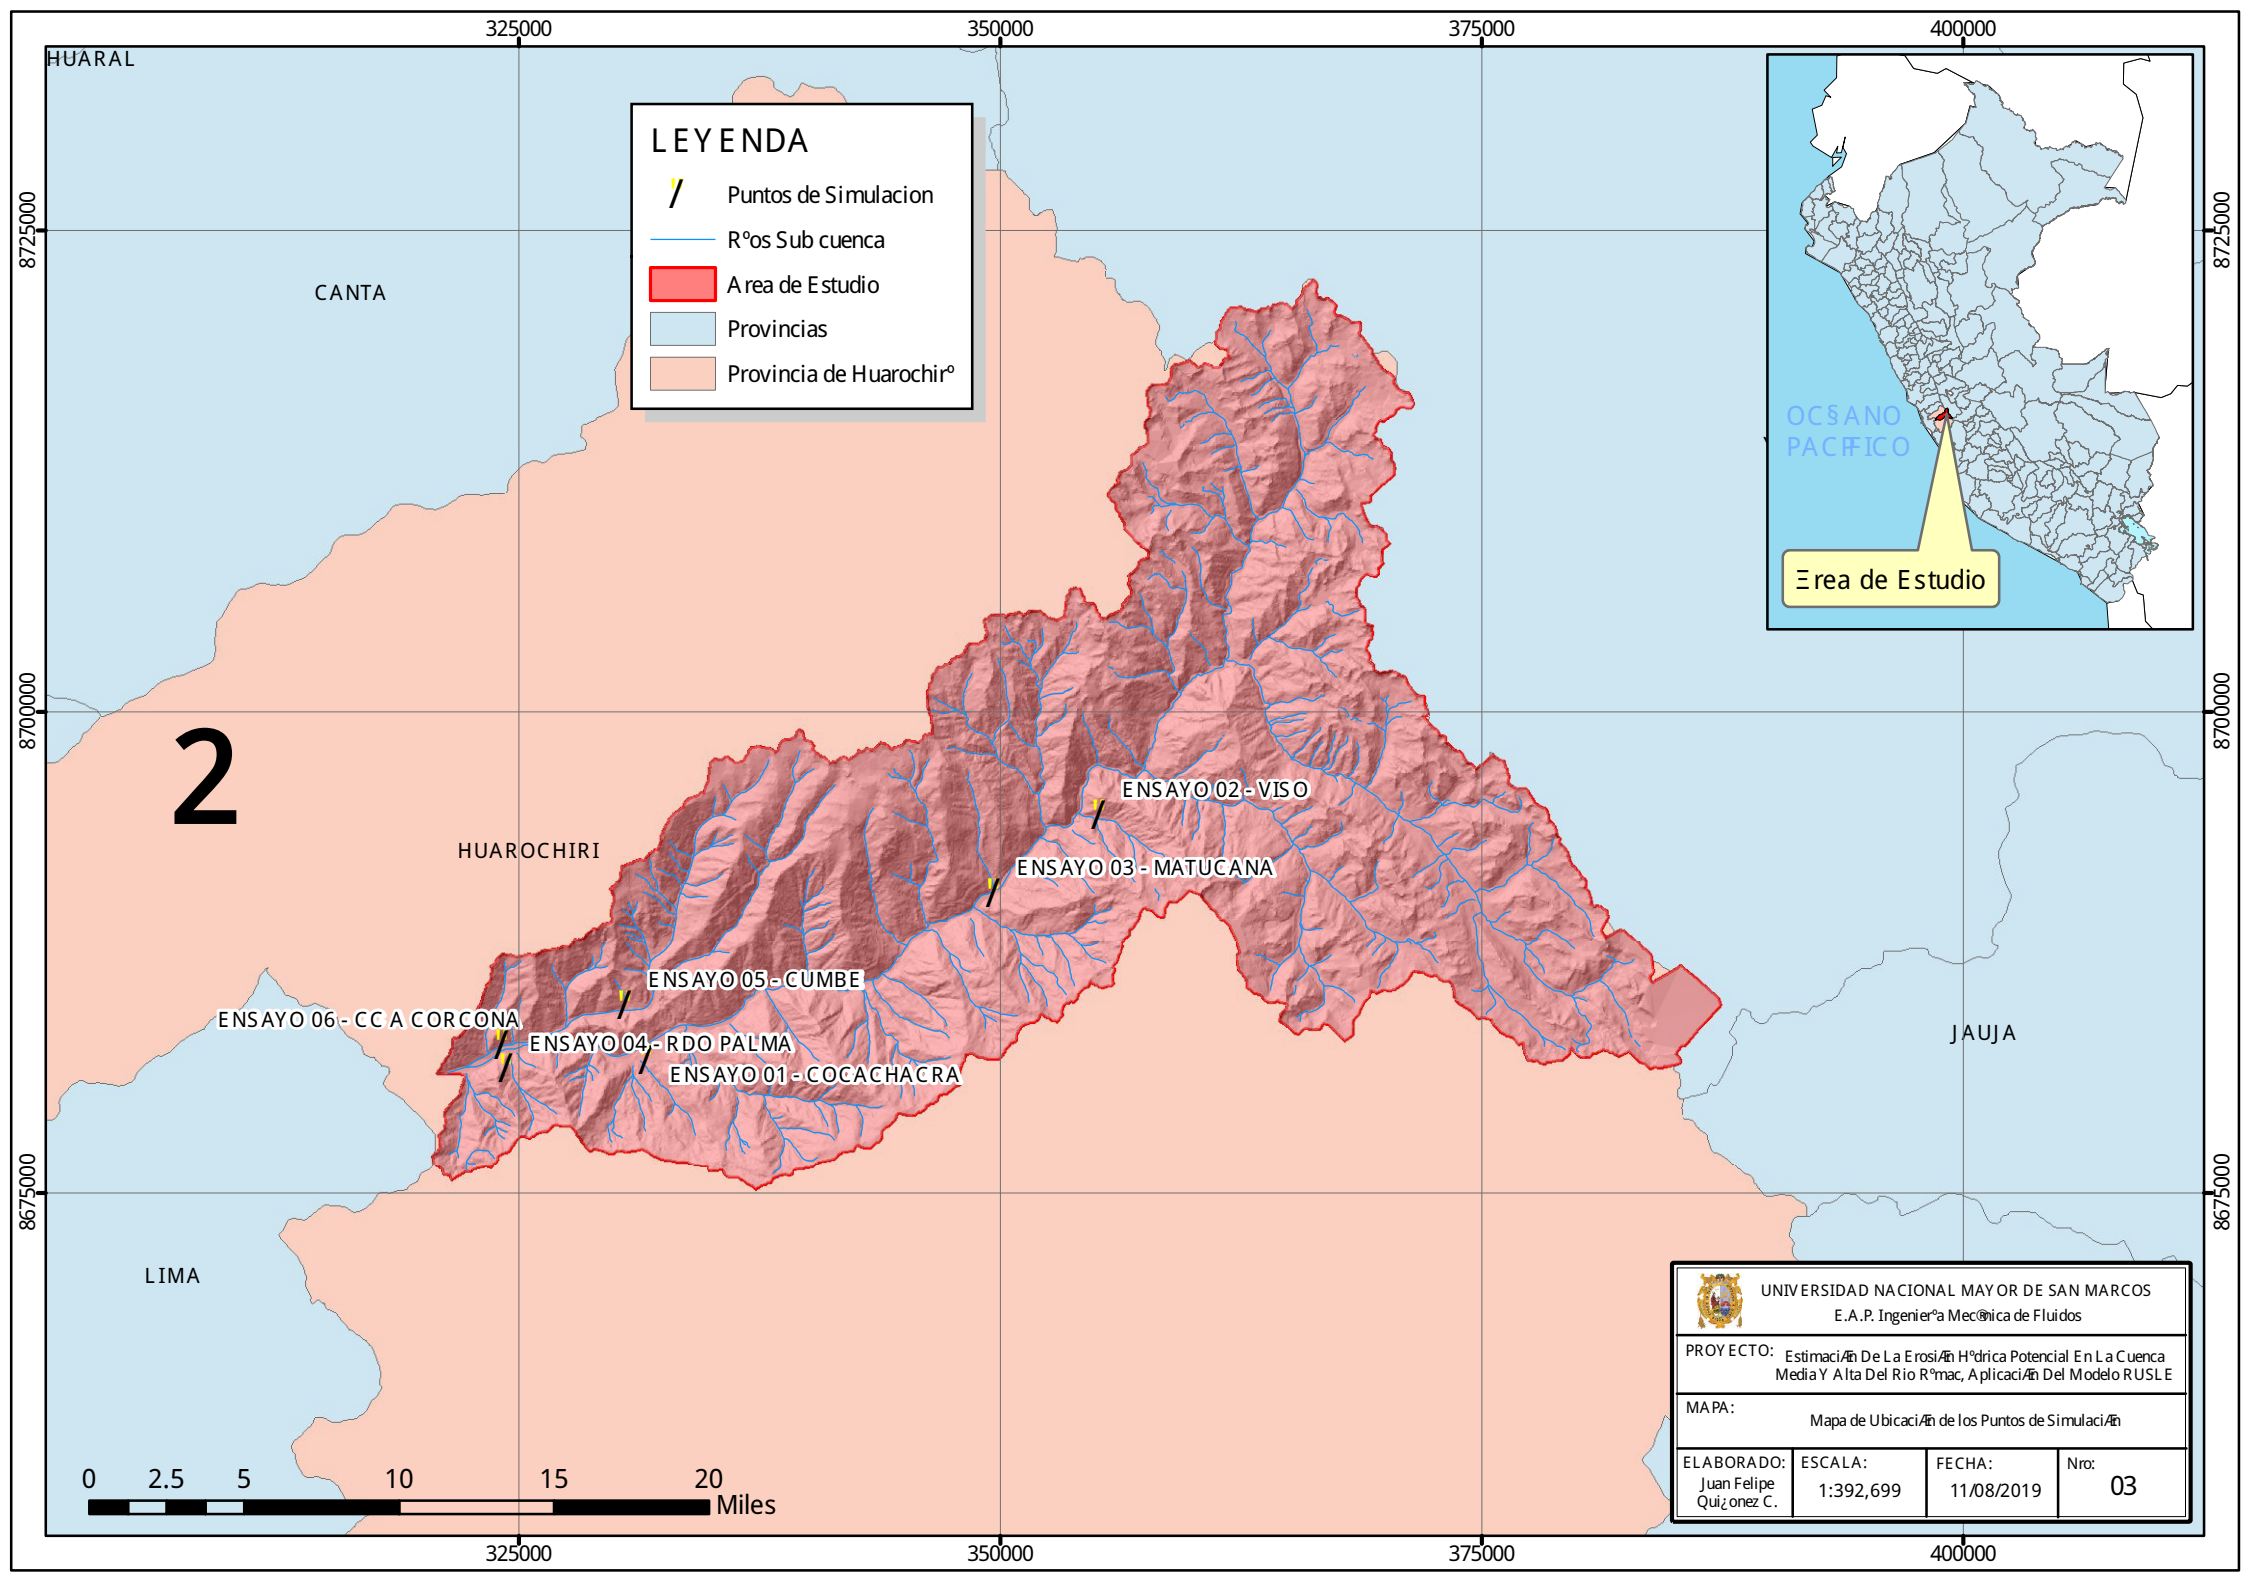 325000
350000
375000
400000
HUARAL
LEYENDA
Puntos de Simulacion
Rºos Sub cuenca
Area de Estudio
Provincias
Provincia de Huarochirº
8725000
8725000
CANTA
OC§ANO
PACÞFICO
Ξrea de Estudio
8700000
8700000
2
ENSAYO 02 - VISO
HUAROCHIRI
ENSAYO 03 - MATUCANA
ENSAYO 05 - CUMBE
ENSAYO 06 - CC A CORCONA
ENSAYO 04 - RDO PALMA
ENSAYO 01 - COCACHACRA
JAUJA
8675000
8675000
LIMA
UNIVERSIDAD NACIONAL MAYOR DE SAN MARCOS
E.A.P. Ingenierºa Mec®nica de Fluidos
PROYECTO:
EstimaciÆn De La ErosiÆn Hºdrica Potencial En La Cuenca
Media Y Alta Del Rio Rºmac, AplicaciÆn Del Modelo RUSLE
MAPA:
Mapa de UbicaciÆn de los Puntos de SimulaciÆn
ELABORADO:
Juan Felipe
Qui¿onez C.
ESCALA:
1:392,699
FECHA:
11/08/2019
Nro:
03
0 2.5 5 10 15 20
Miles
325000
350000
375000
400000